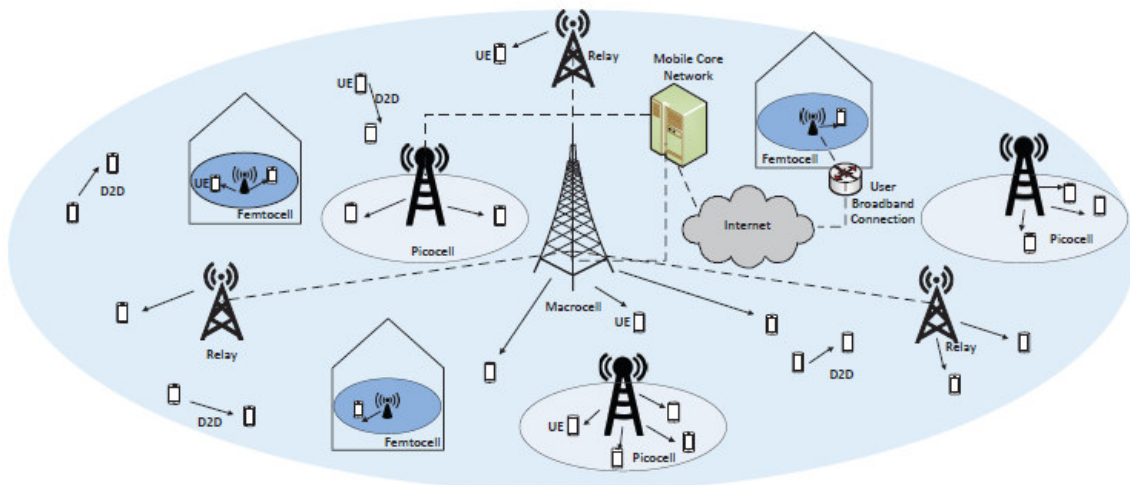 UE
Relay
Mobile Core
Network
UE
D2D
Femtocell
D2D
UE
Femtocell
User
Broadband
Connection
Internet
Picocell
Picocell
Macrocell
UE
Relay
Relay
D2D
D2D
UE
Femtocell
Picocell